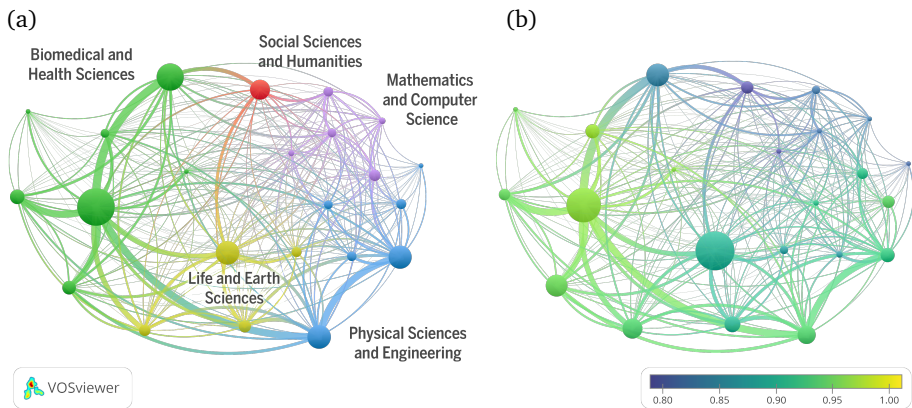 (a)
(b)
Biomedical and
Health Sciences
Social Sciences
and Humanities
Mathematics
and Computer
Science
Life and Earth
Sciences
Physical Sciences
and Engineering
VOSviewer
0.80 0.85 0.90 0.95 1.00